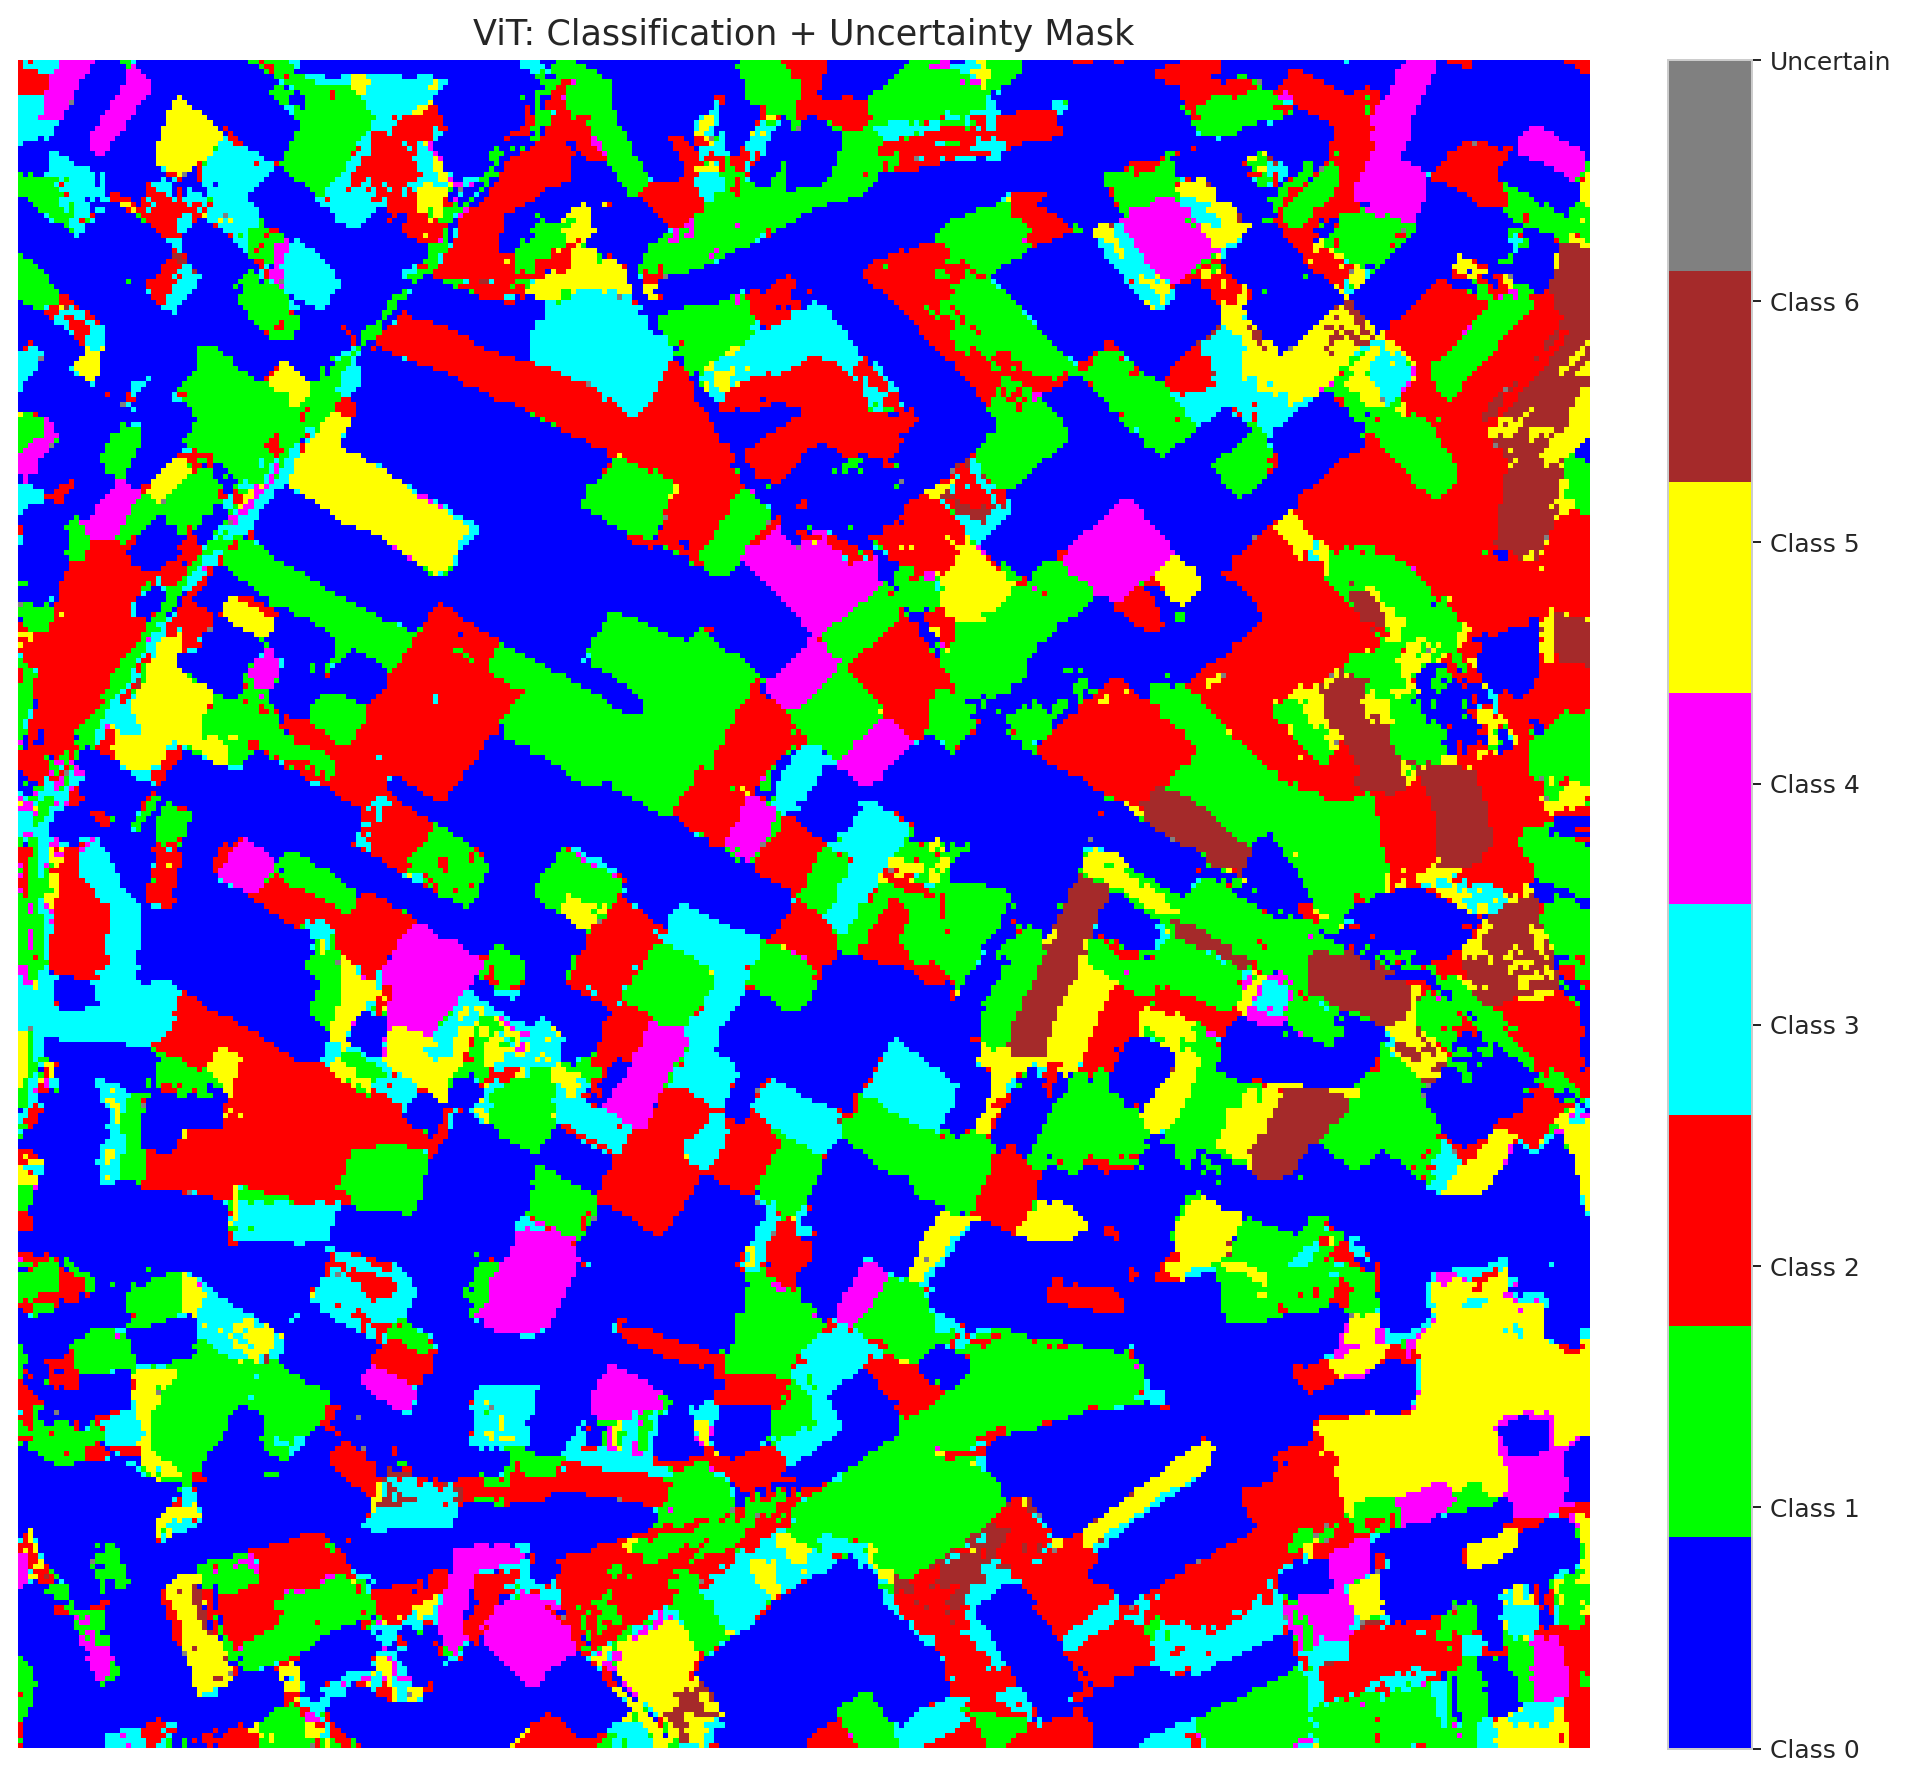 ViT: Classification + Uncertainty Mask
Uncertain
Class 6
Class 5
Class 4
Class 3
Class 2
Class 1
Class 0